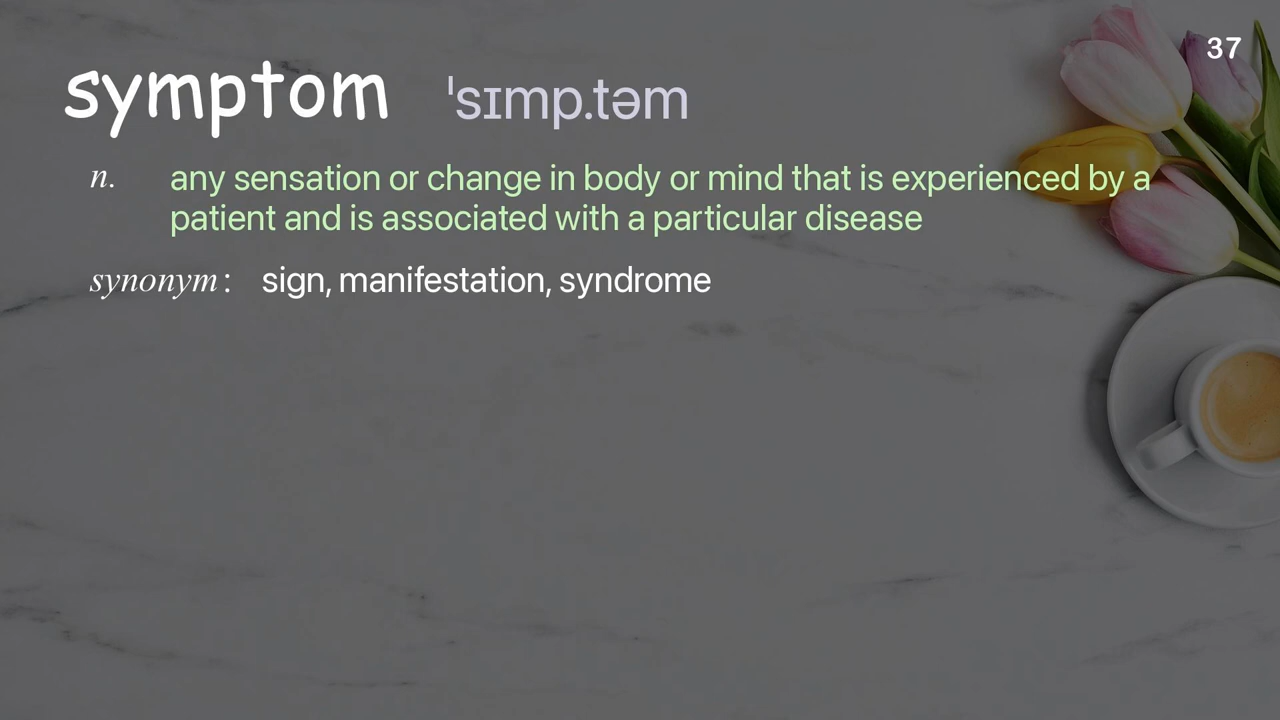 37
symptom ˈsɪmp.təm
n. any sensation or change in body or mind that is experienced by a
patient and is associated with a particular disease
synonym: sign, manifestation, syndrome